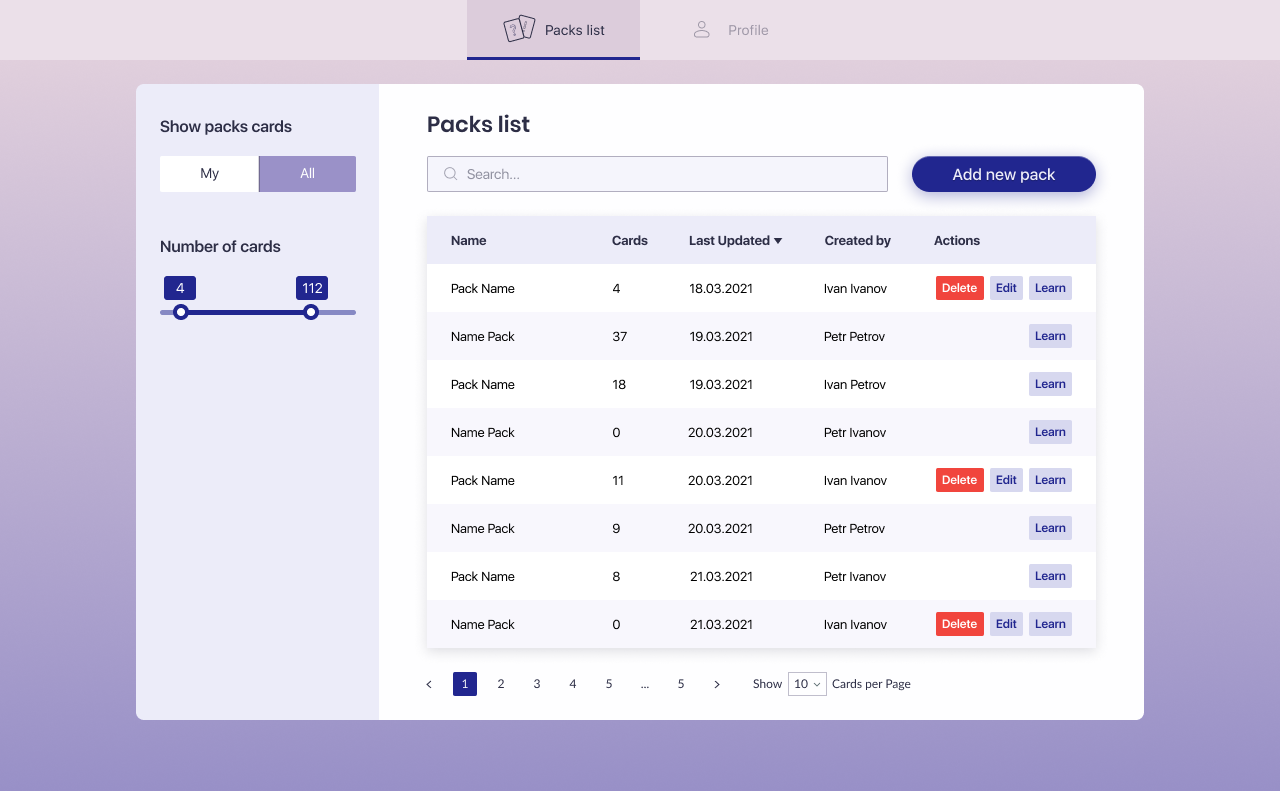 Packs list
Profile
Show packs cards
My
All
Number of cards
4
112
Packs list
Search...
Add new pack
Name Cards Last Updated Created by Actions
Pack Name 4 18.03.2021 Ivan Ivanov Delete Edit Learn
Name Pack 37 19.03.2021 Petr Petrov Learn
Pack Name 18 19.03.2021 Ivan Petrov Learn
Name Pack 0 20.03.2021 Petr Ivanov Learn
Pack Name 11 20.03.2021 Ivan Ivanov Delete Edit Learn
Name Pack 9 20.03.2021 Petr Petrov Learn
Pack Name 8 21.03.2021 Petr Ivanov Learn
Name Pack 0 21.03.2021 Ivan Ivanov Delete Edit Learn
1 2 3 4 5 ... 5 Show 10 Cards per Page